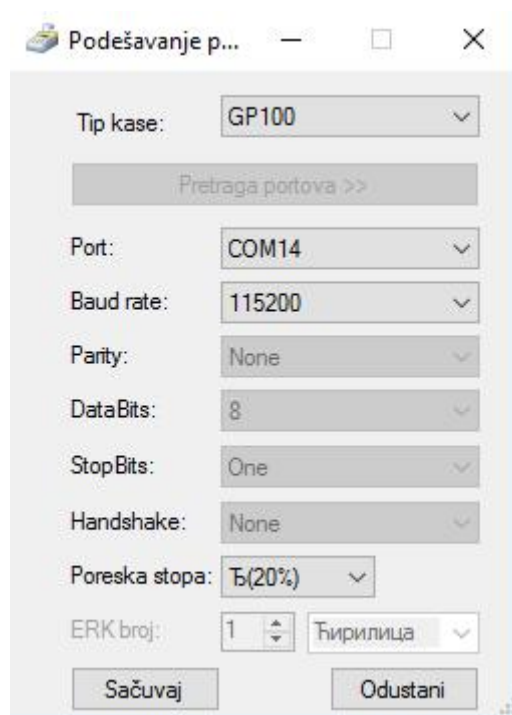 Podešavanje p...
Tip kase: GP100
Pretraga portova >>
Port: COM14
Baud rate: 115200
Parity: None
DataBits: 8
StopBits: One
Handshake: None
Poreska stopa: Ђ(20%)
ERK broj: 1 Ћирилица
Sačuvaj Odustani